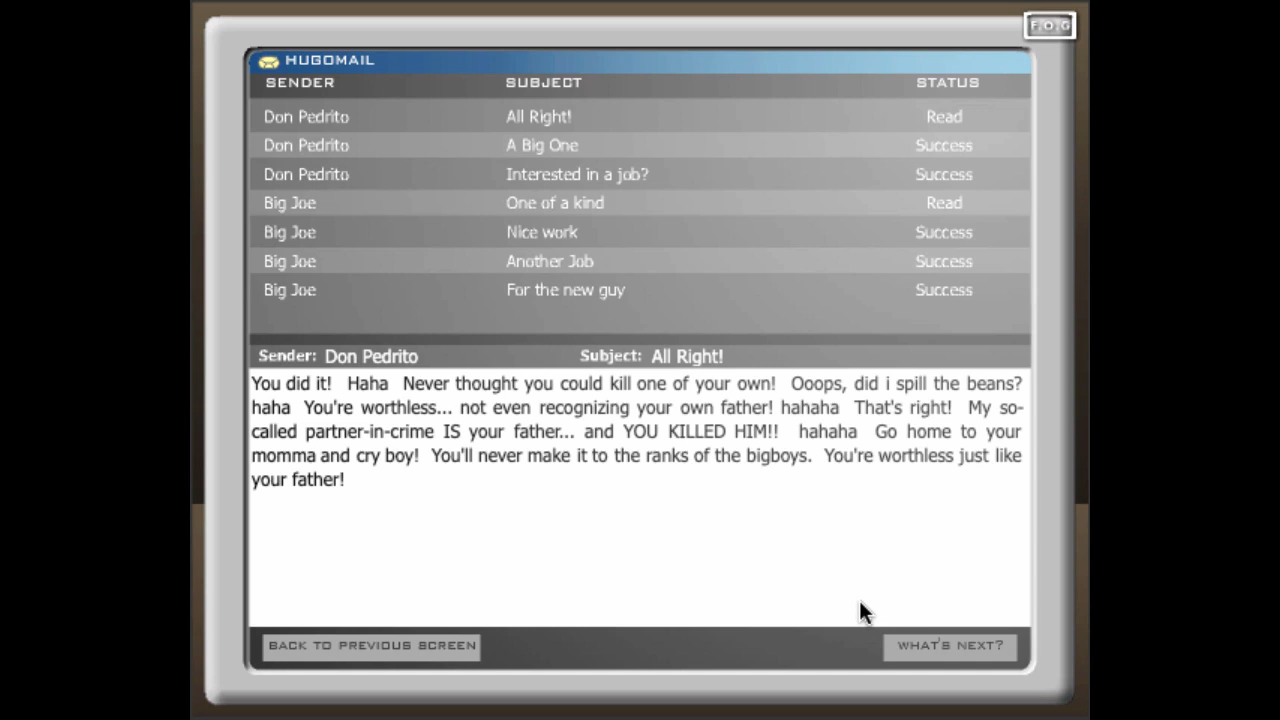 F.O.G
HUGOMAIL
SENDER SUBJECT STATUS
Don Pedrito All Right! Read
Don Pedrito A Big One Success
Don Pedrito Interested in a job? Success
Big Joe One of a kind Read
Big Joe Nice work Success
Big Joe Another Job Success
Big Joe For the new guy Success
Sender: Don Pedrito Subject: All Right!
You did it! Haha Never thought you could kill one of your own! Ooops, did i spill the beans?
haha You're worthless... not even recognizing your own father! hahaha That's right! My so-
called partner-in-crime IS your father... and YOU KILLED HIM!! hahaha Go home to your
momma and cry boy! You'll never make it to the ranks of the bigboys. You're worthless just like
your father!
BACK TO PREVIOUS SCREEN WHAT'S NEXT?